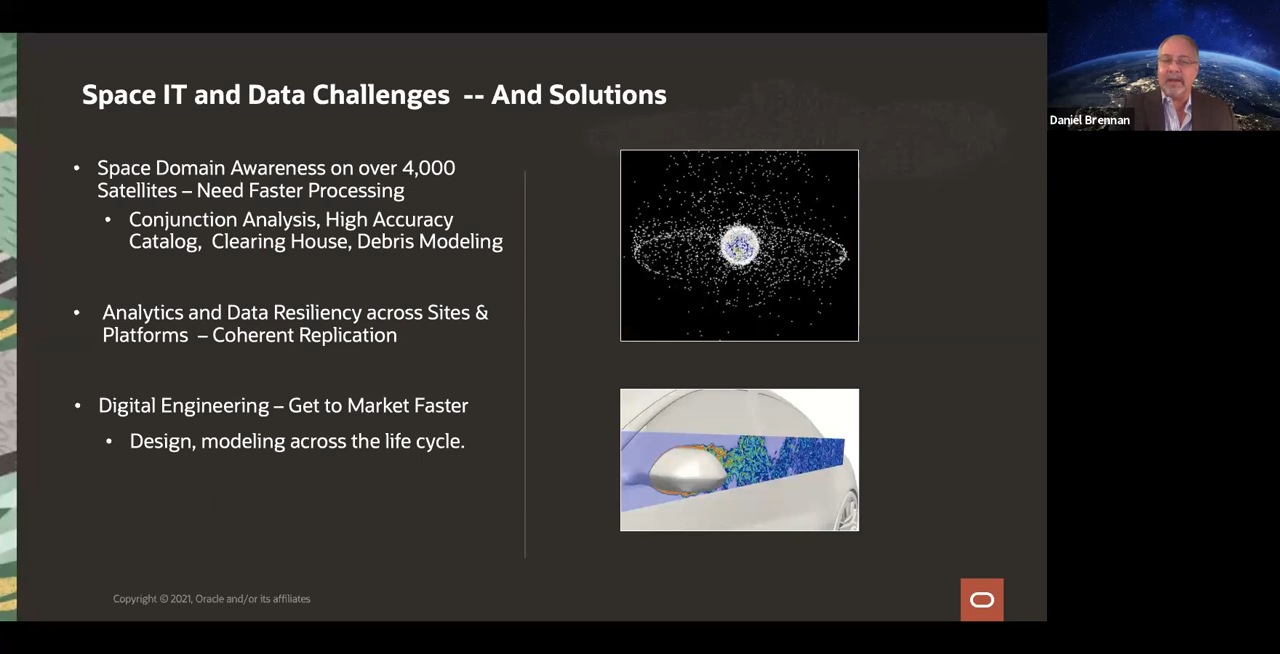 Space IT and Data Challenges -- And Solutions
• Space Domain Awareness on over 4,000
Satellites – Need Faster Processing
• Conjunction Analysis, High Accuracy
Catalog, Clearing House, Debris Modeling
• Analytics and Data Resiliency across Sites &
Platforms – Coherent Replication
• Digital Engineering – Get to Market Faster
• Design, modeling across the life cycle.
Copyright © 2021, Oracle and/or its affiliates
Daniel Brennan